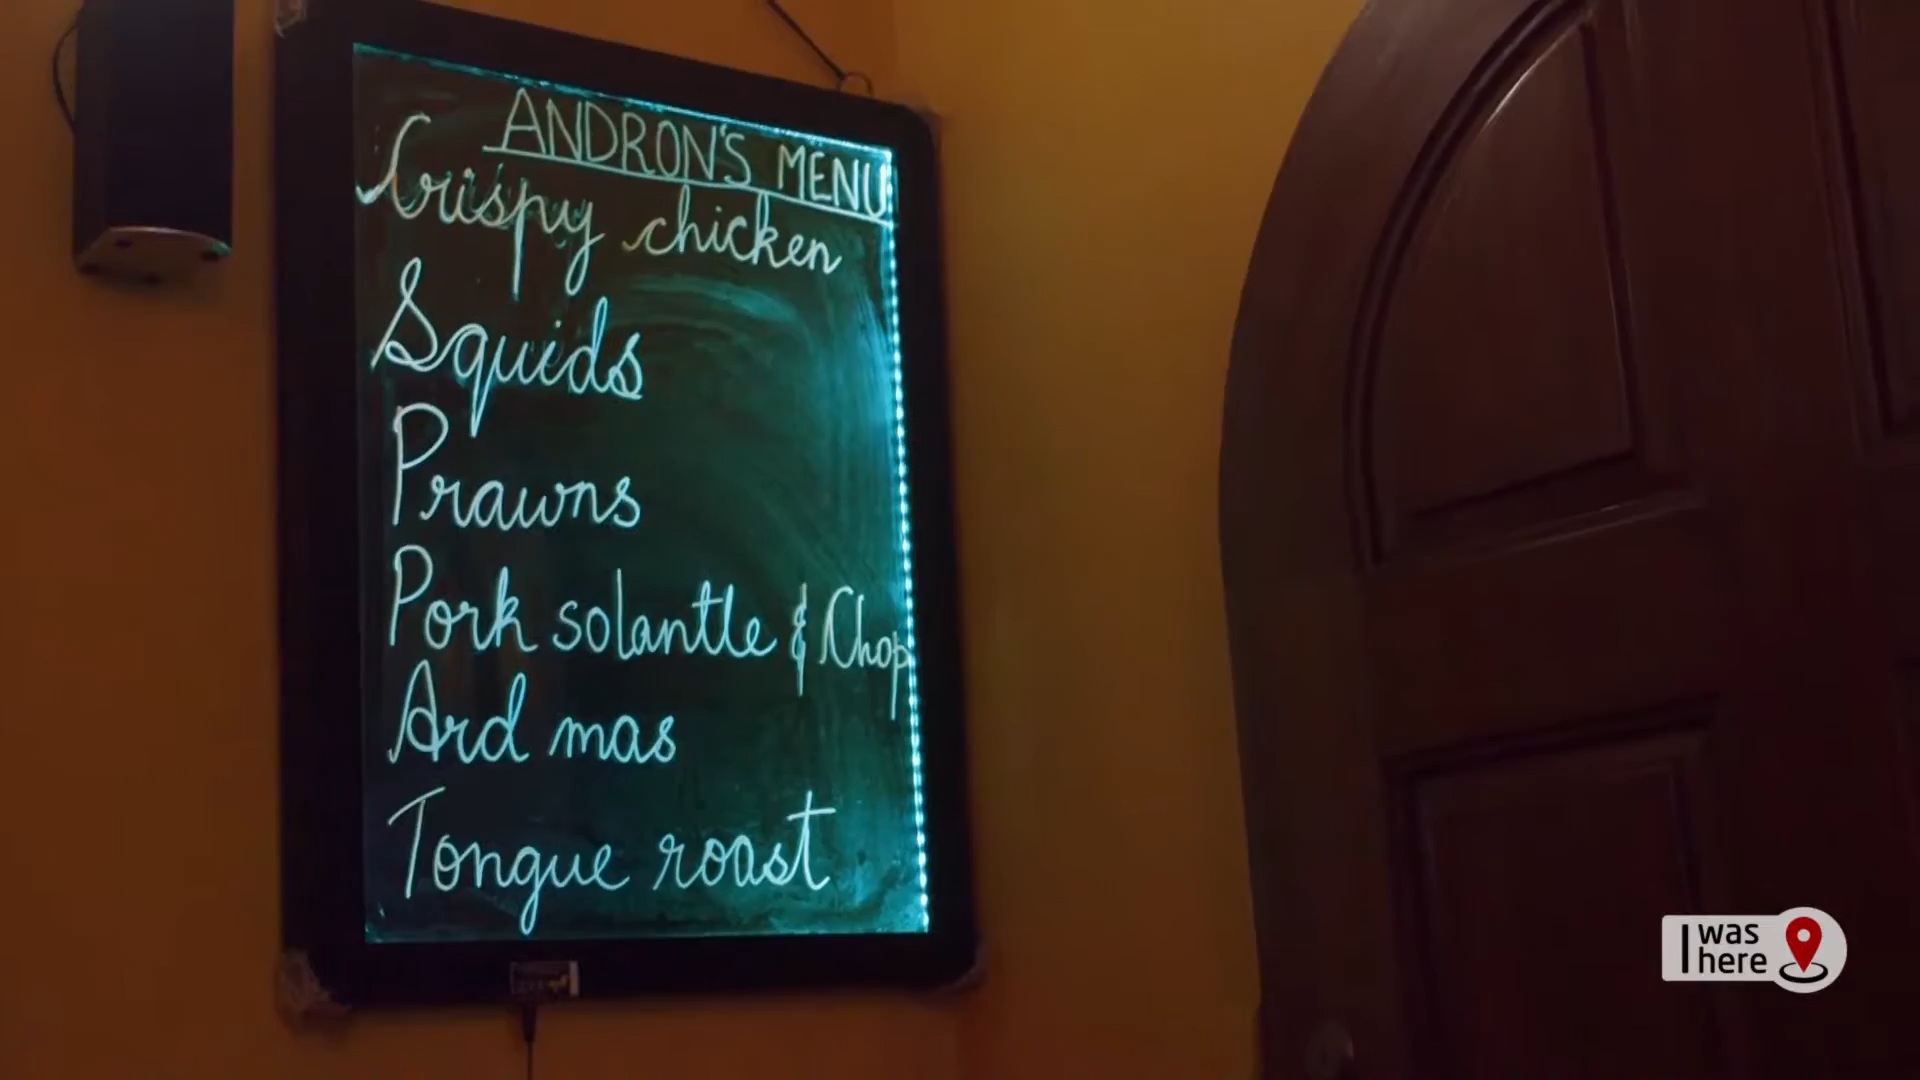 ANDRON'S MENU
Crispy chicken
Squids
Prawns
Pork solantle & Chop
Ard mas
Tongue roast
I was
here